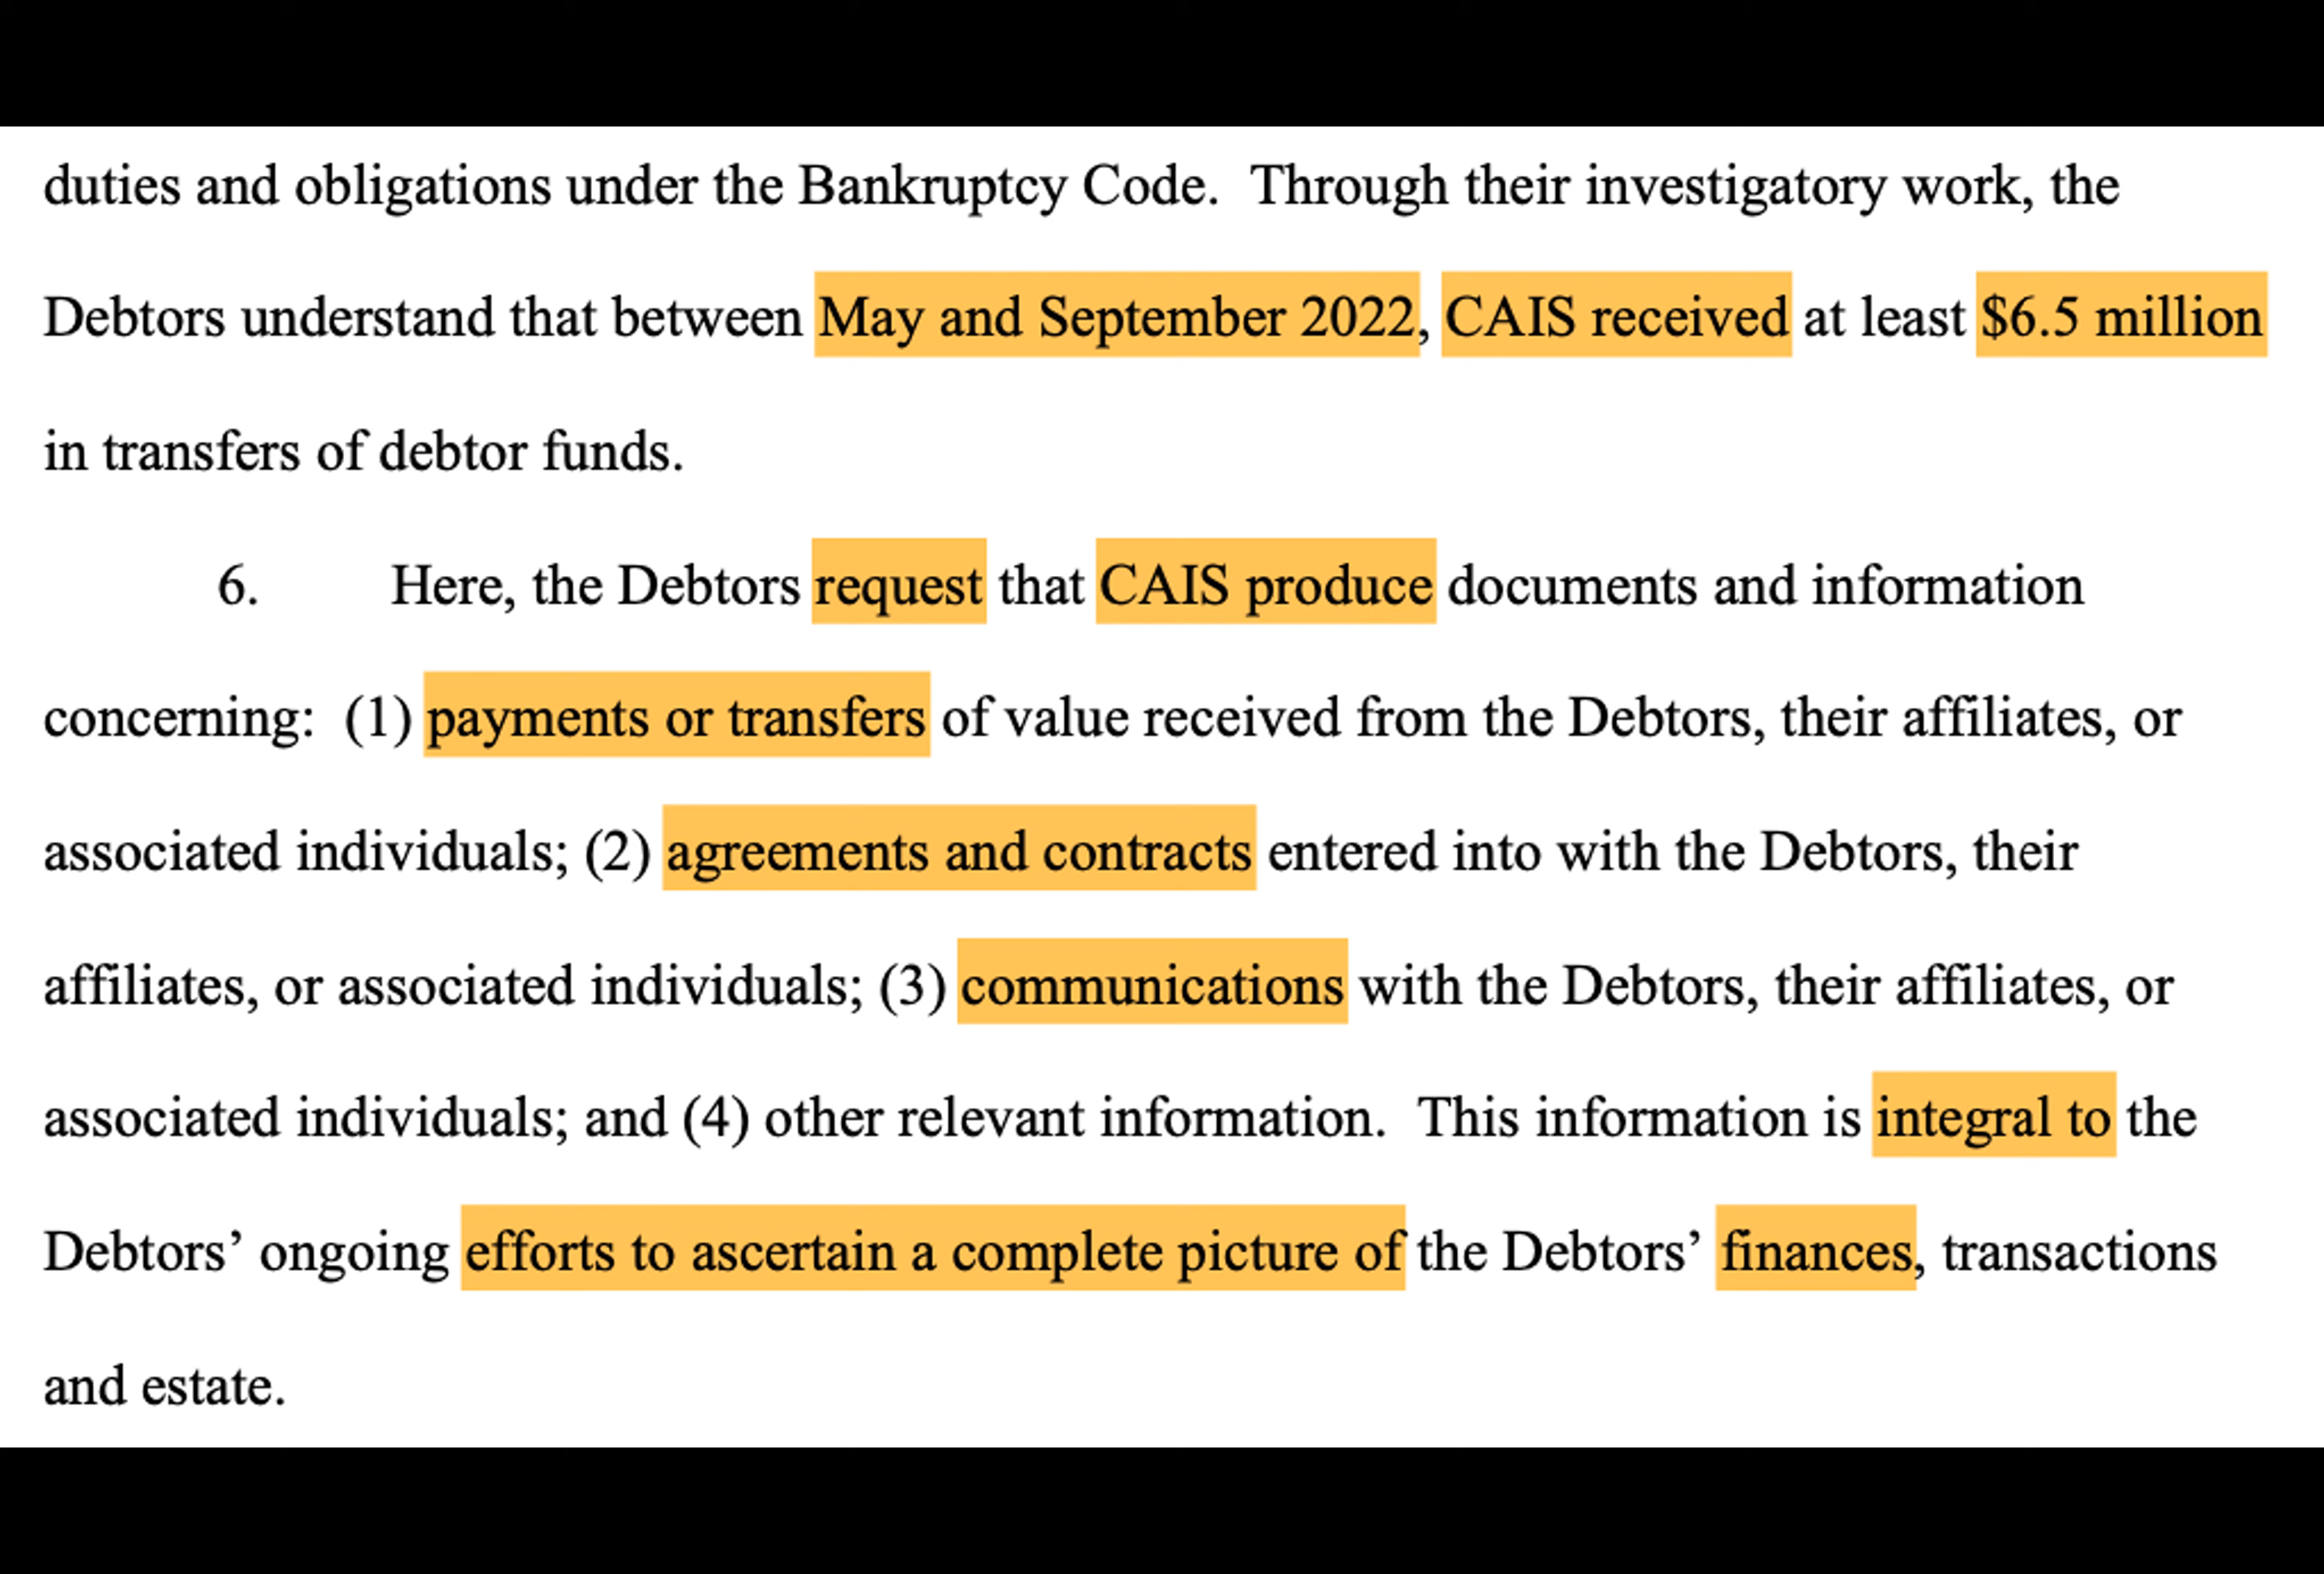 duties and obligations under the Bankruptcy Code.  Through their investigatory work, the
Debtors understand that between May and September 2022, CAIS received at least $6.5 million
in transfers of debtor funds.
6. Here, the Debtors request that CAIS produce documents and information
concerning:  (1) payments or transfers of value received from the Debtors, their affiliates, or
associated individuals; (2) agreements and contracts entered into with the Debtors, their
affiliates, or associated individuals; (3) communications with the Debtors, their affiliates, or
associated individuals; and (4) other relevant information.  This information is integral to the
Debtors’ ongoing efforts to ascertain a complete picture of the Debtors’ finances, transactions
and estate.